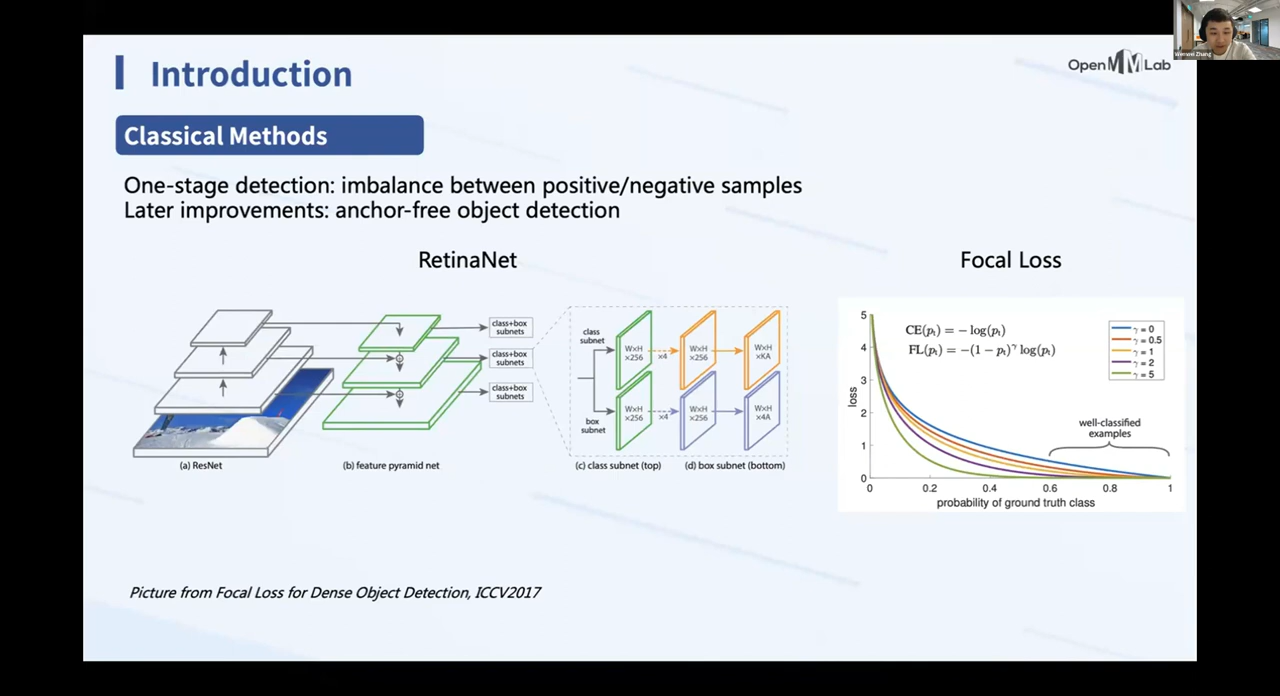 Introduction
OpenMMLab
Wenwei Zhang
Classical Methods
One-stage detection: imbalance between positive/negative samples
Later improvements: anchor-free object detection
RetinaNet
Focal Loss
class+box
subnets
class+box
subnets
class+box
subnets
class
subnet
box
subnet
W×H
×256
×4
W×H
×256
W×H
×KA
W×H
×256
×4
W×H
×256
W×H
×4A
(a) ResNet
(b) feature pyramid net
(c) class subnet (top)
(d) box subnet (bottom)
CE(pt) = − log(pt)
FL(pt) = −(1 − pt)γ log(pt)
γ = 0
γ = 0.5
γ = 1
γ = 2
γ = 5
well-classified
examples
loss
5
4
3
2
1
0
0 0.2 0.4 0.6 0.8 1
probability of ground truth class
Picture from Focal Loss for Dense Object Detection, ICCV2017